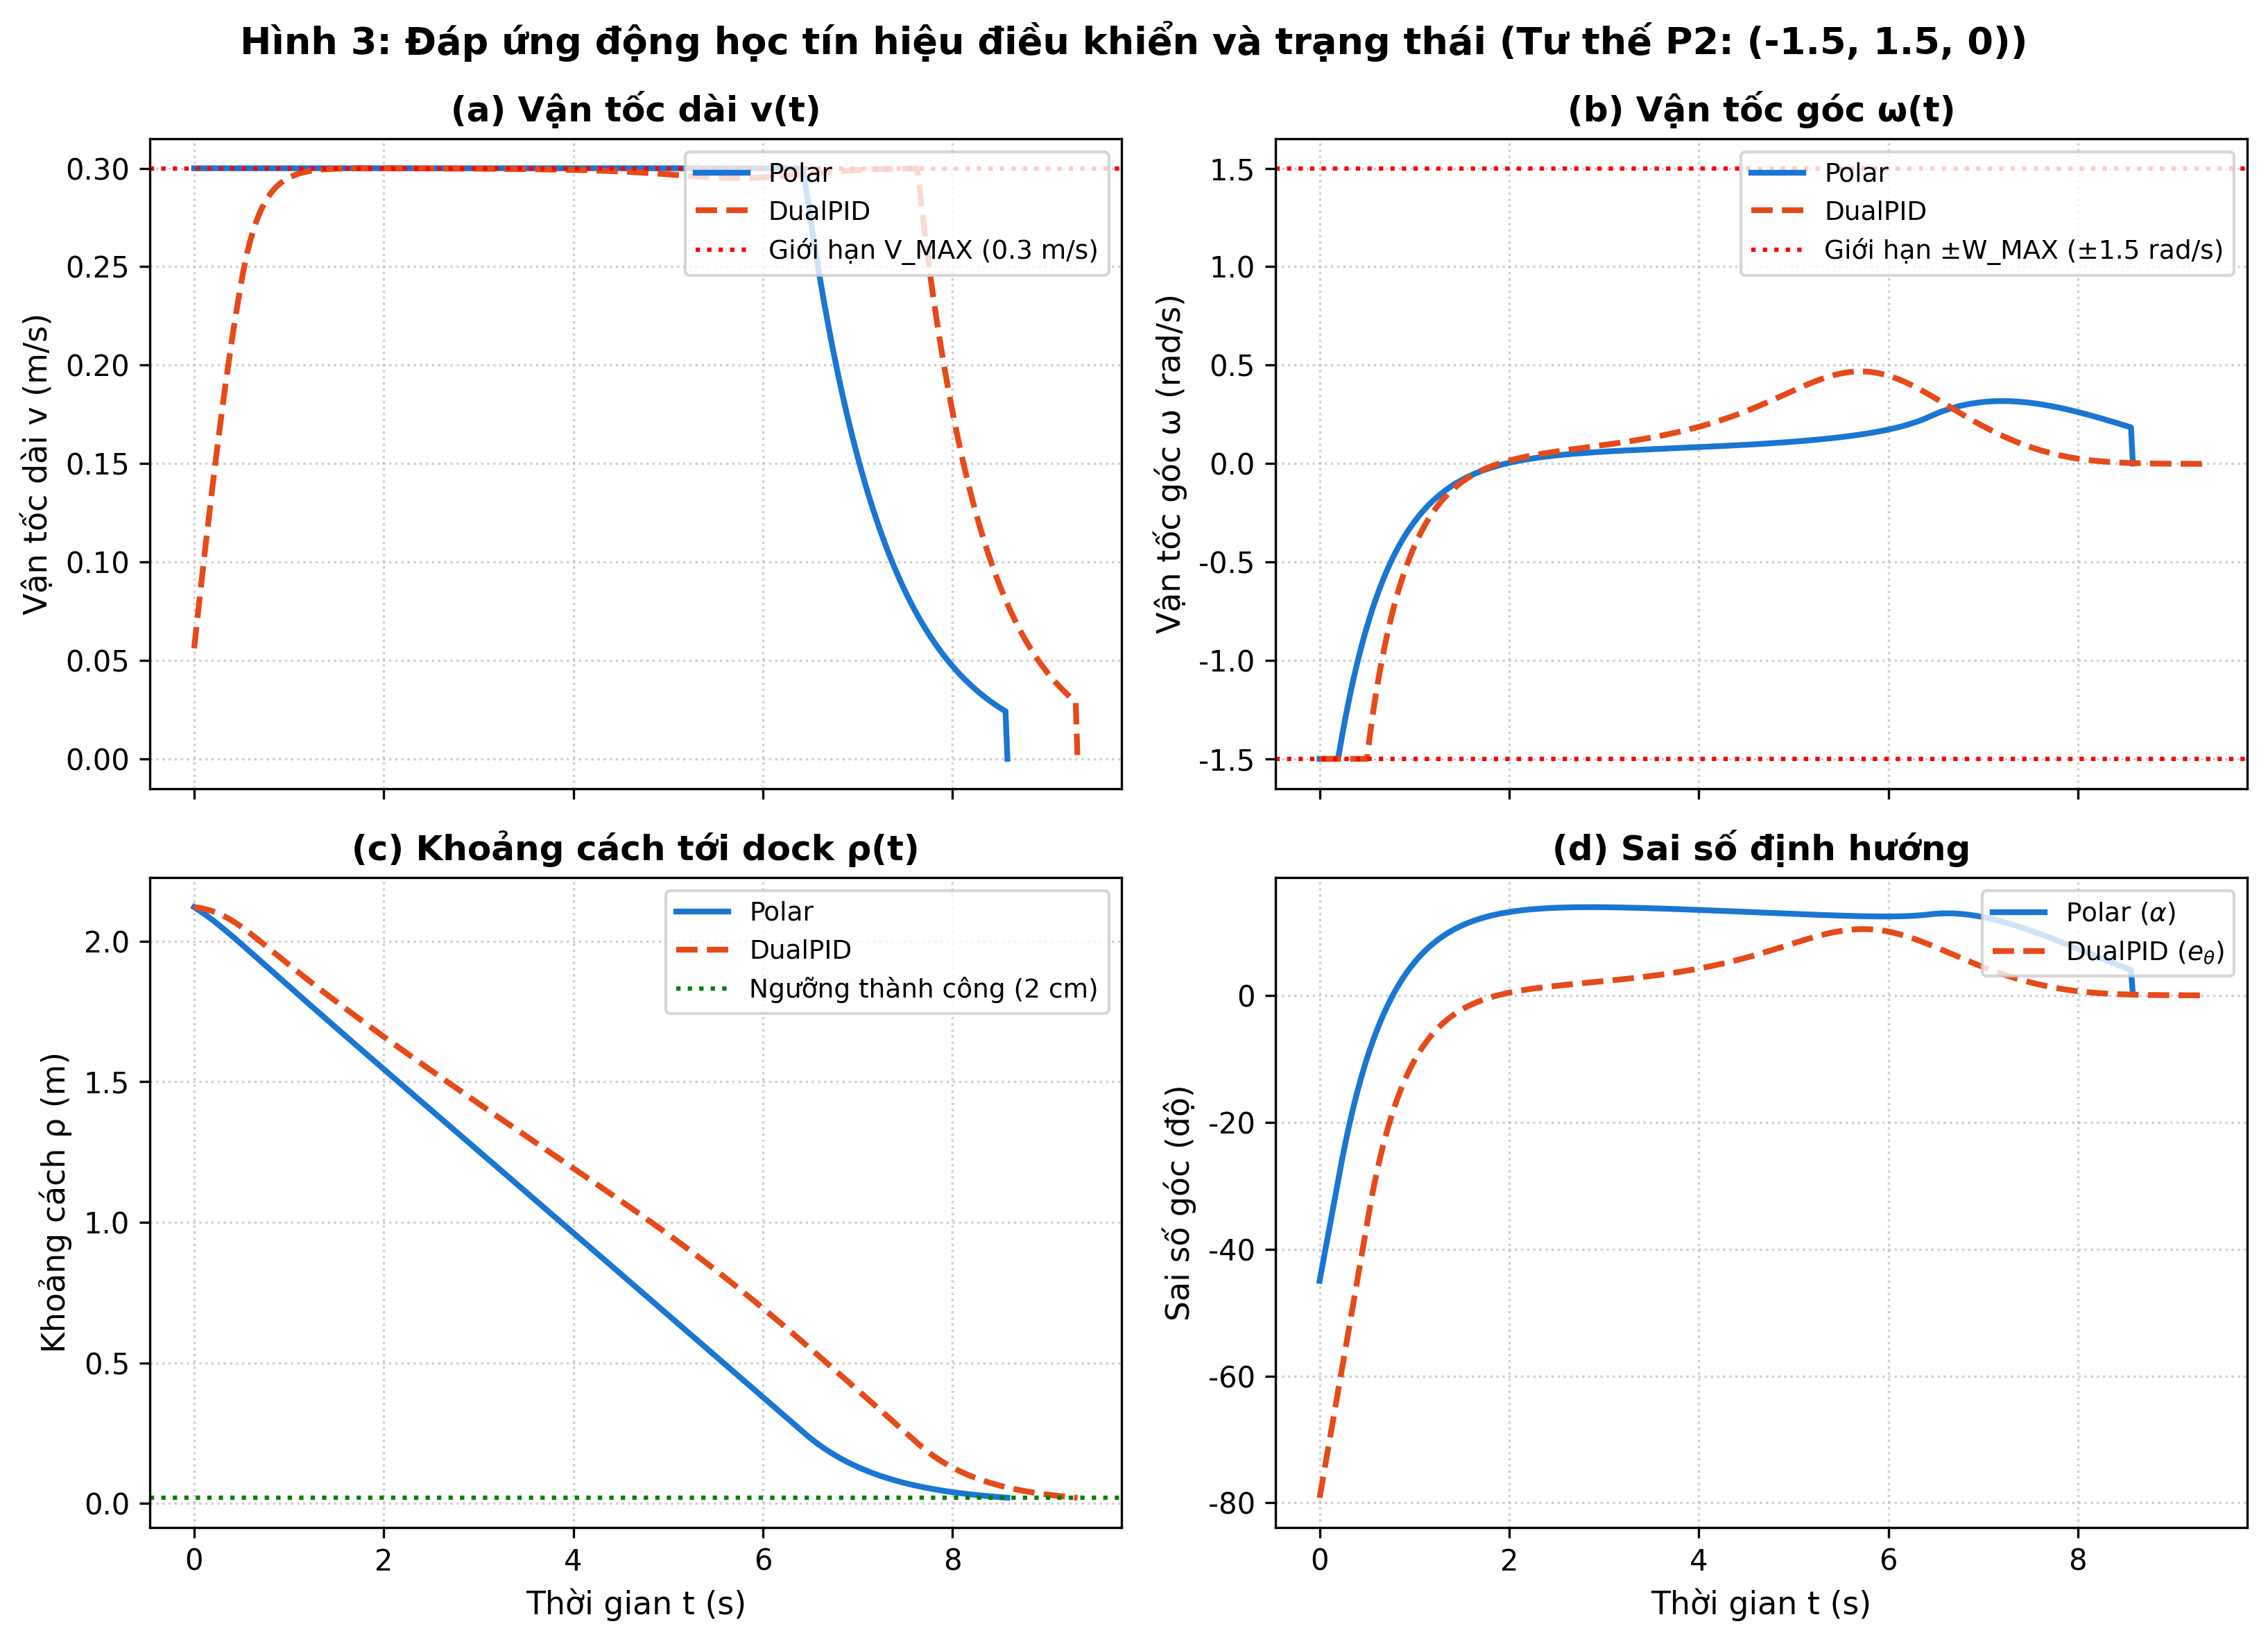 Hình 3: Đáp ứng động học tín hiệu điều khiển và trạng thái (Tư thế P2: (-1.5, 1.5, 0))
(a) Vận tốc dài v(t)
Vận tốc dài v (m/s)
0.30
0.25
0.20
0.15
0.10
0.05
0.00
Polar
DualPID
Giới hạn V_MAX (0.3 m/s)
(b) Vận tốc góc ω(t)
Vận tốc góc ω (rad/s)
1.5
1.0
0.5
0.0
-0.5
-1.0
-1.5
Polar
DualPID
Giới hạn ±W_MAX (±1.5 rad/s)
(c) Khoảng cách tới dock ρ(t)
Khoảng cách ρ (m)
2.0
1.5
1.0
0.5
0.0
Polar
DualPID
Ngưỡng thành công (2 cm)
0 2 4 6 8
Thời gian t (s)
(d) Sai số định hướng
Sai số góc (độ)
0
-20
-40
-60
-80
Polar (α)
DualPID (eθ)
0 2 4 6 8
Thời gian t (s)